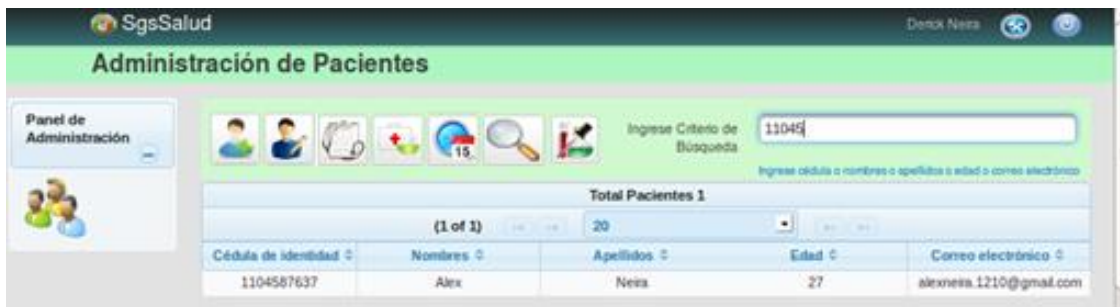 SgsSalud
Derick Neira
Administración de Pacientes
Panel de
Administración
15
Ingrese Criterio de
Búsqueda
11045
Ingrese cédula o nombres o apellidos o edad o correo electrónico
Total Pacientes 1
(1 of 1)
20
Cédula de identidad Nombres Apellidos Edad Correo electrónico
1104587637 Alex Neira 27 alexneira.1210@gmail.com